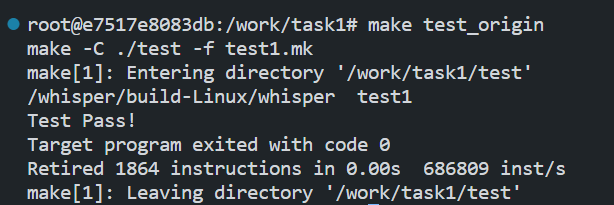 root@e7517e8083db:/work/task1# make test_origin
make -C ./test -f test1.mk
make[1]: Entering directory '/work/task1/test'
/whisper/build-Linux/whisper  test1
Test Pass!
Target program exited with code 0
Retired 1864 instructions in 0.00s  686809 inst/s
make[1]: Leaving directory '/work/task1/test'